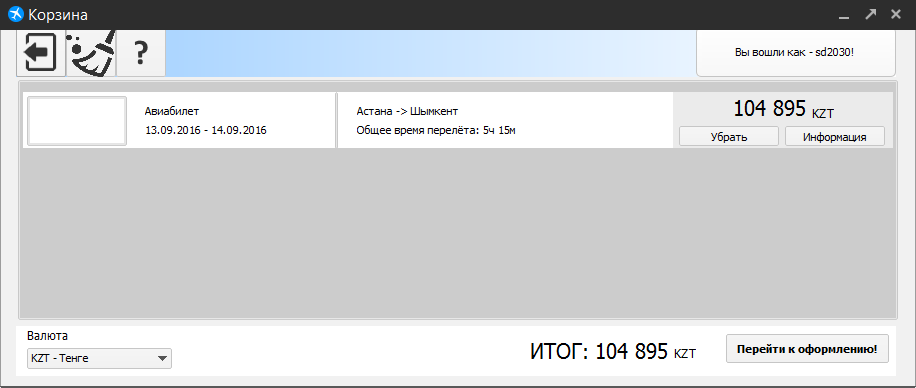 Корзина
?
Вы вошли как - sd2030!
Авиабилет
13.09.2016 - 14.09.2016
Астана -> Шымкент
Общее время перелёта: 5ч 15м
104 895 KZT
Убрать
Информация
Валюта
KZT - Тенге
ИТОГ: 104 895 KZT
Перейти к оформлению!